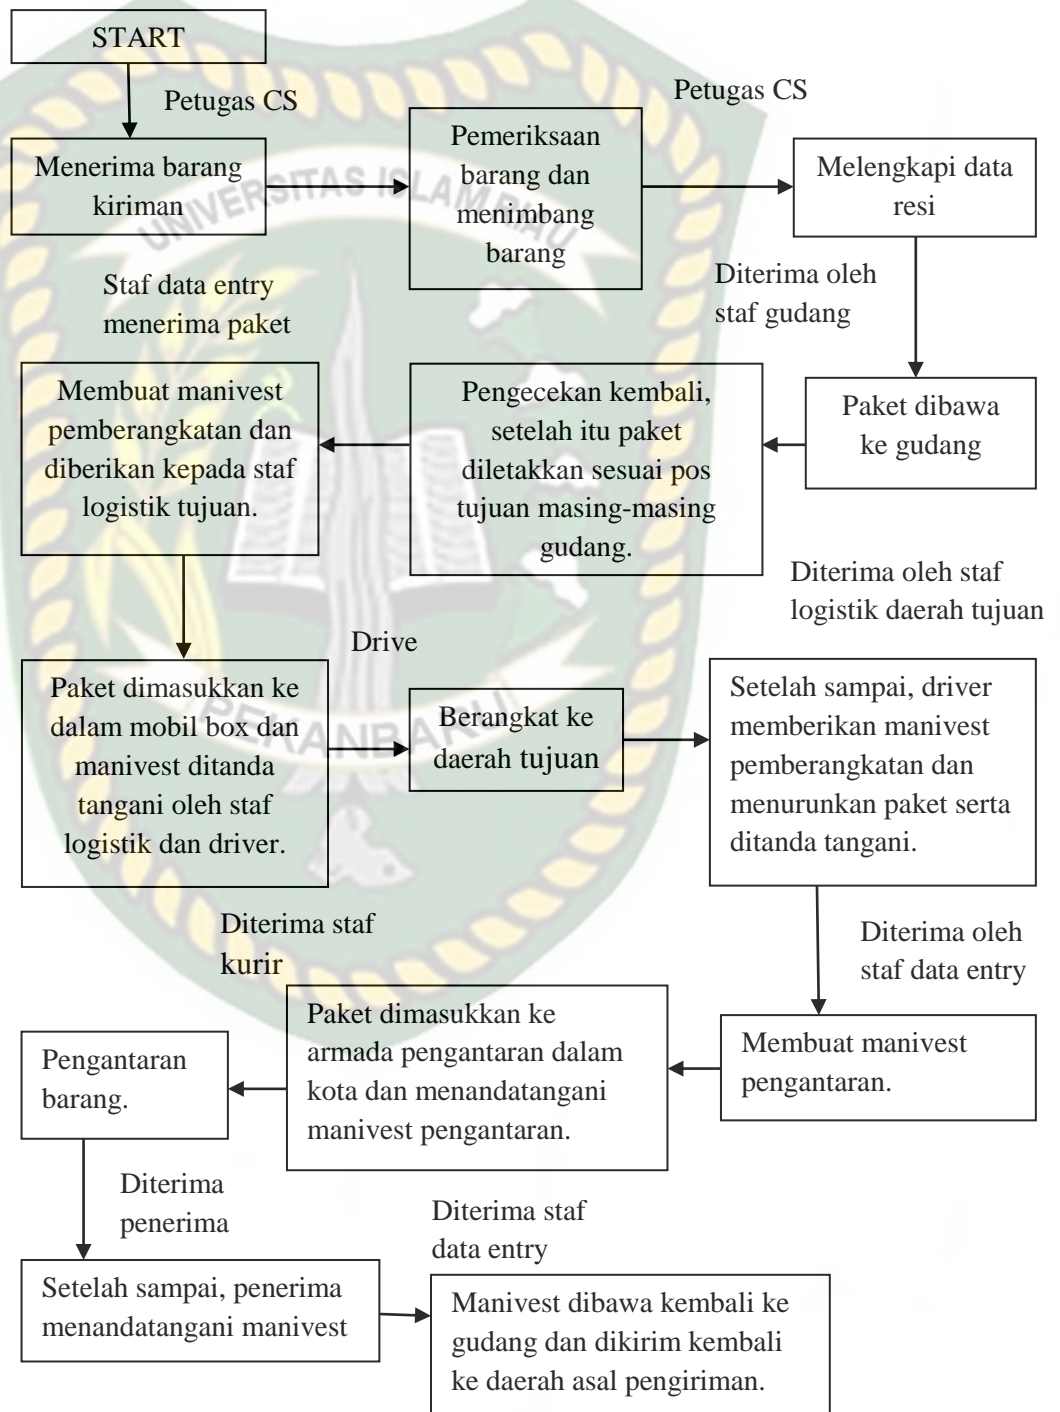 START
Petugas CS
Petugas CS
Menerima barang
kiriman
Pemeriksaan
barang dan
menimbang
barang
Melengkapi data
resi
UNIVERSITAS ISLAM RIAU
Diterima oleh
staf gudang
Paket dibawa
ke gudang
Pengecekan kembali,
setelah itu paket
diletakkan sesuai pos
tujuan masing-masing
gudang.
Staf data entry
menerima paket
Membuat manivest
pemberangkatan dan
diberikan kepada staf
logistik tujuan.
Paket dimasukkan ke
dalam mobil box dan
manivest ditanda
tangani oleh staf
logistik dan driver.
Drive
Berangkat ke
daerah tujuan
PEKANBARU
Diterima oleh staf
logistik daerah tujuan
Setelah sampai, driver
memberikan manivest
pemberangkatan dan
menurunkan paket serta
ditanda tangani.
Diterima oleh
staf data entry
Membuat manivest
pengantaran.
Diterima staf
kurir
Paket dimasukkan ke
armada pengantaran dalam
kota dan menandatangani
manivest pengantaran.
Pengantaran
barang.
Diterima
penerima
Setelah sampai, penerima
menandatangani manivest
Diterima staf
data entry
Manivest dibawa kembali ke
gudang dan dikirim kembali
ke daerah asal pengiriman.